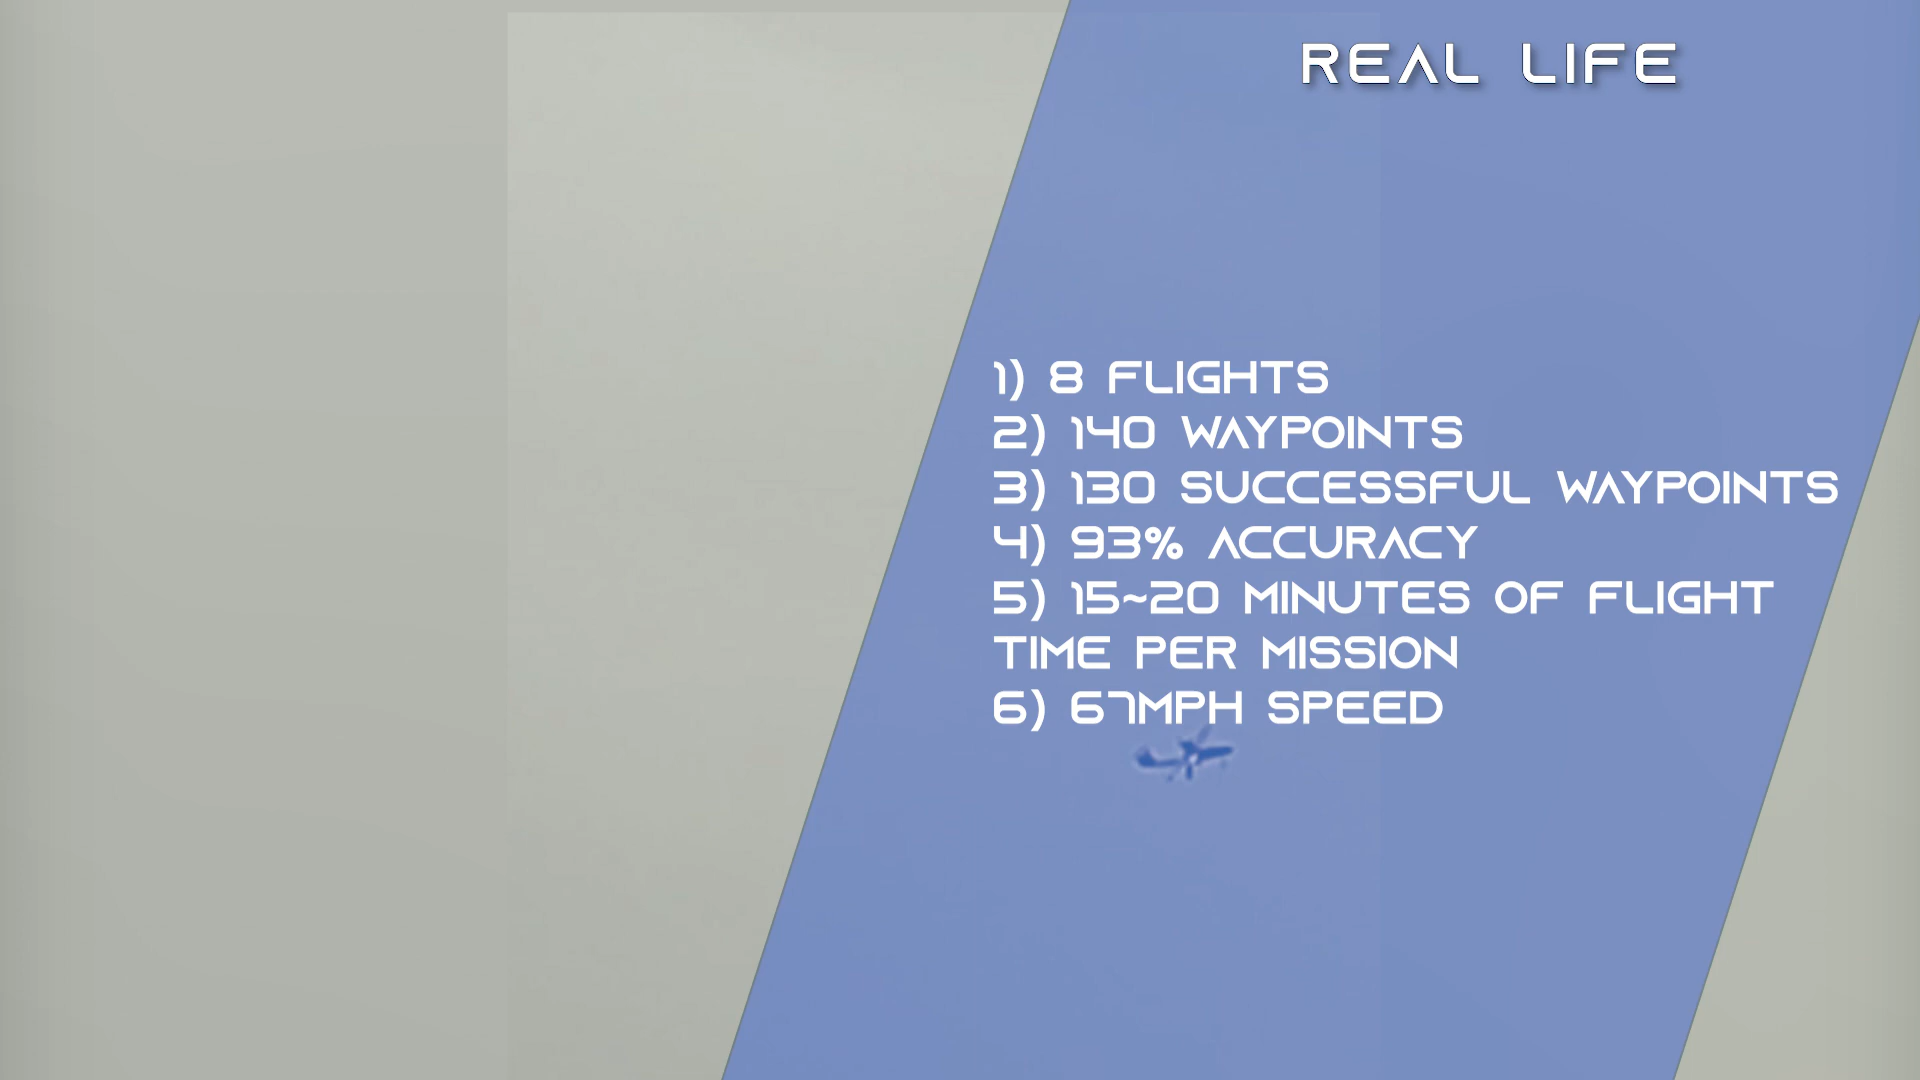 REAL LIFE
1) 8 FLIGHTS
2) 140 WAYPOINTS
3) 130 SUCCESSFUL WAYPOINTS
4) 93% ACCURACY
5) 15~20 MINUTES OF FLIGHT
TIME PER MISSION
6) 67MPH SPEED